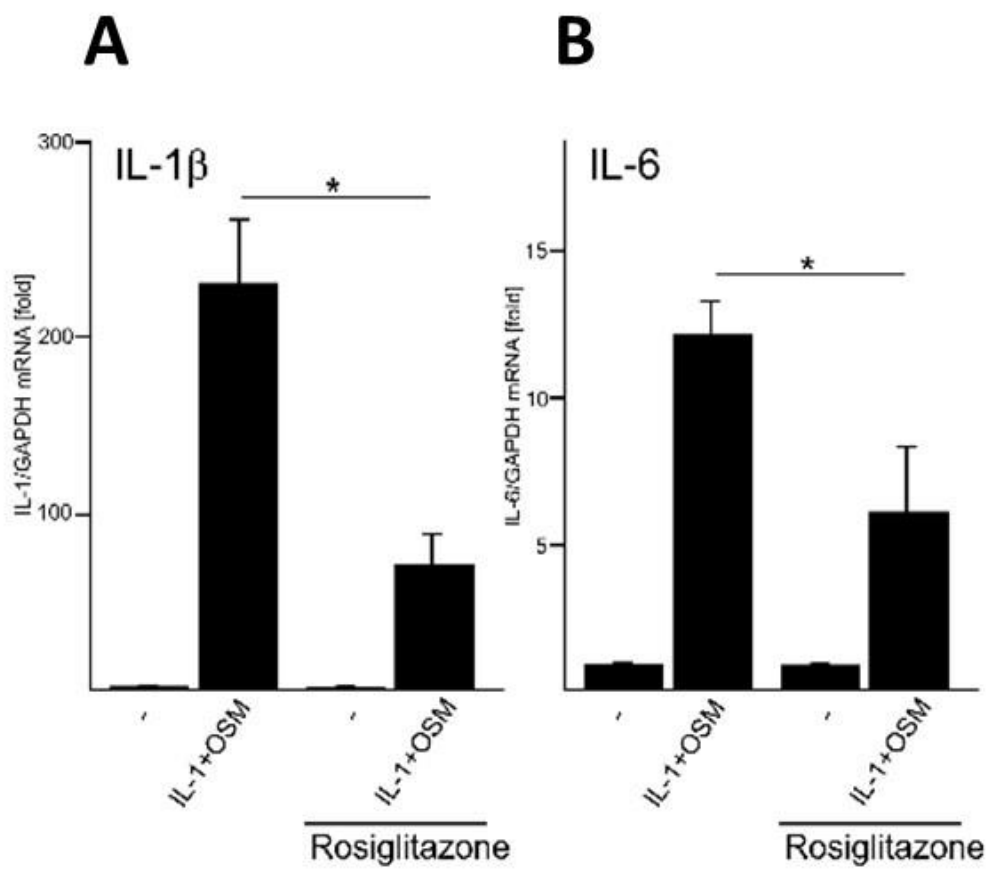 A
B
300
200
100
IL-1/GAPDH mRNA [fold]
IL-1β
*
-
IL-1+OSM
-
IL-1+OSM
Rosiglitazone
15
10
5
IL-6/GAPDH mRNA [fold]
IL-6
*
-
IL-1+OSM
-
IL-1+OSM
Rosiglitazone